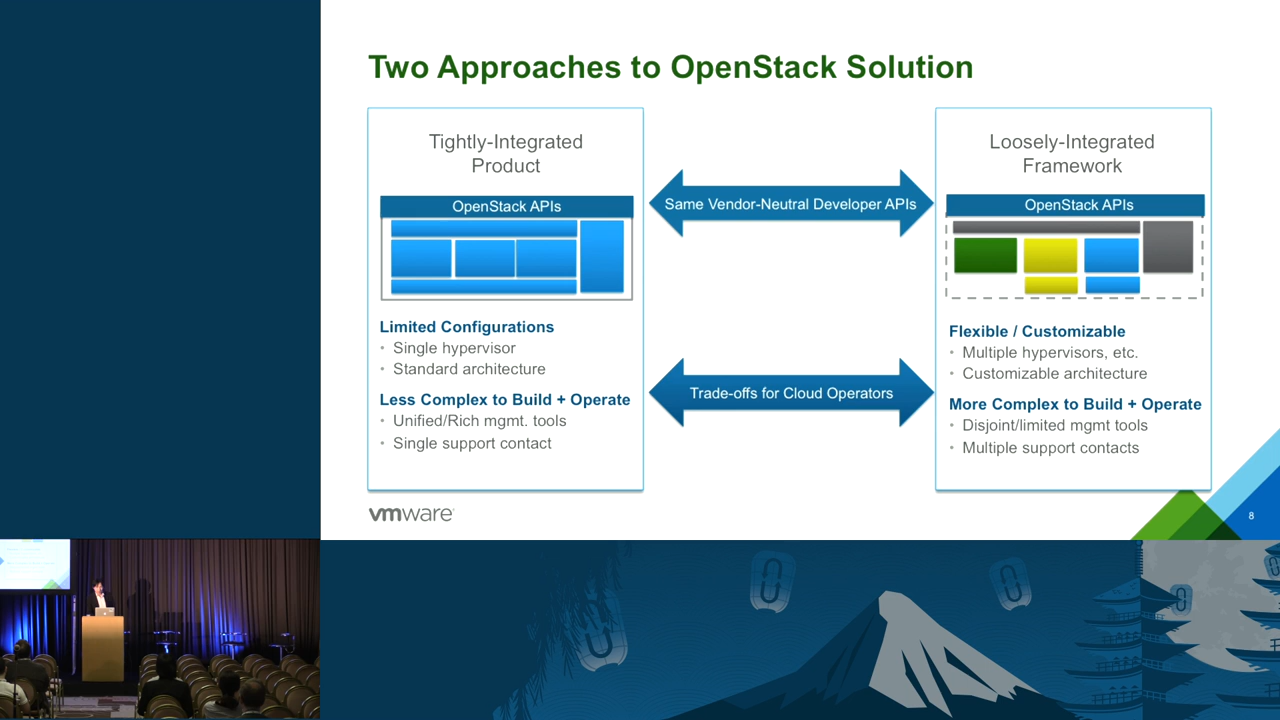 Two Approaches to OpenStack Solution
Tightly-Integrated
Product
OpenStack APIs
Limited Configurations
• Single hypervisor
• Standard architecture
Less Complex to Build + Operate
• Unified/Rich mgmt. tools
• Single support contact
Same Vendor-Neutral Developer APIs
Trade-offs for Cloud Operators
Loosely-Integrated
Framework
OpenStack APIs
Flexible / Customizable
• Multiple hypervisors, etc.
• Customizable architecture
More Complex to Build + Operate
• Disjoint/limited mgmt tools
• Multiple support contacts
vmware
8